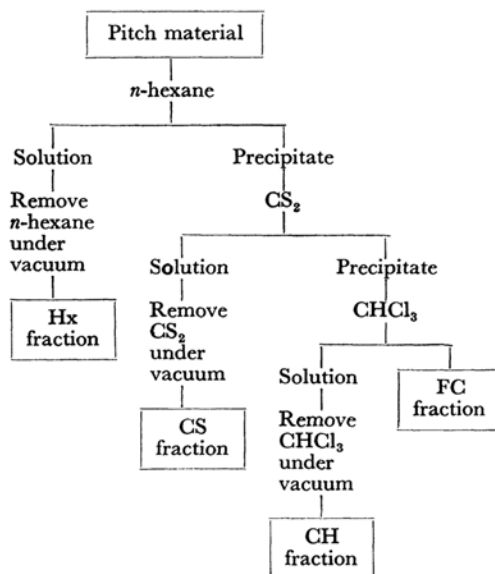 Pitch material
n-hexane
Solution
Precipitate
Remove
n-hexane
under
vacuum
CS₂
Hx
fraction
Solution
Precipitate
Remove
CS₂
under
vacuum
CHCl₃
CS
fraction
Solution
FC
fraction
Remove
CHCl₃
under
vacuum
CH
fraction